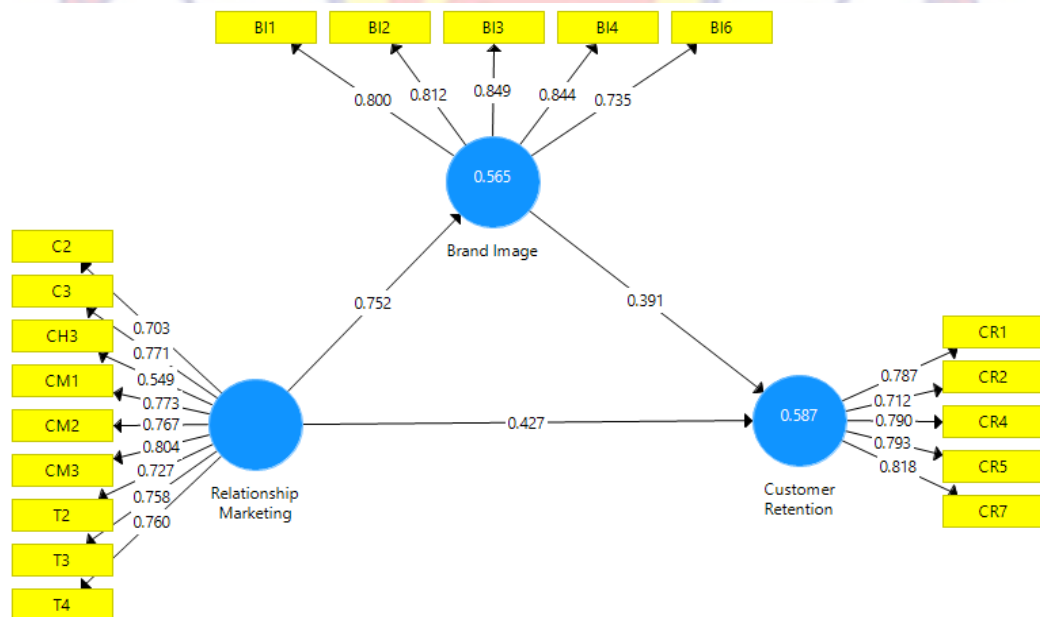 BI1 BI2 BI3 BI4 BI6
0.800 0.812 0.849 0.844 0.735
0.565
Brand Image
C2
C3
CH3
CM1
CM2
CM3
T2
T3
T4
0.703
0.771
0.549
0.773
0.767
0.804
0.727
0.758
0.760
Relationship
Marketing
0.752
0.391
0.427
0.587
Customer
Retention
0.787
0.712
0.790
0.793
0.818
CR1
CR2
CR4
CR5
CR7